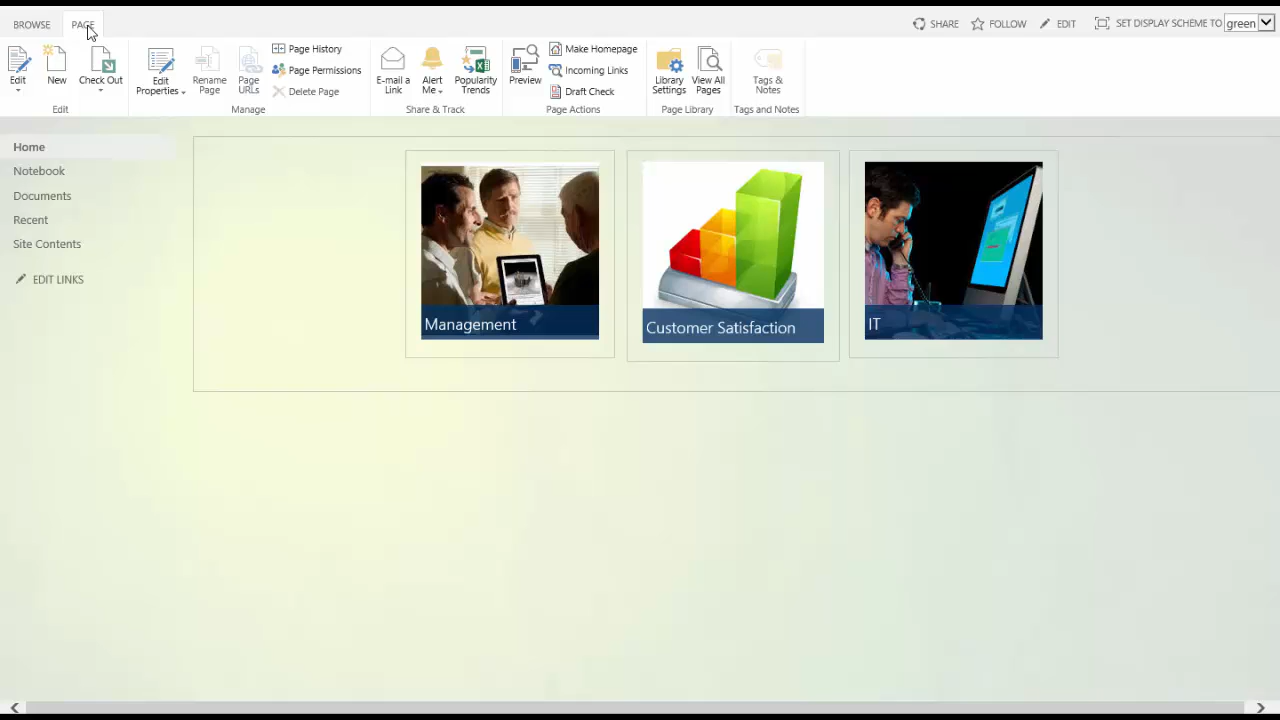 BROWSE PAGE
SHARE FOLLOW EDIT SET DISPLAY SCHEME TO green
Edit New Check Out
Edit Properties Rename Page Page URLs
Page History
Page Permissions
Delete Page
E-mail a Link Alert Me Popularity Trends
Preview
Make Homepage
Incoming Links
Draft Check
Library Settings View All Pages
Tags & Notes
Edit Manage Share & Track Page Actions Page Library Tags and Notes
Home
Notebook
Documents
Recent
Site Contents
EDIT LINKS
Management
Customer Satisfaction
IT